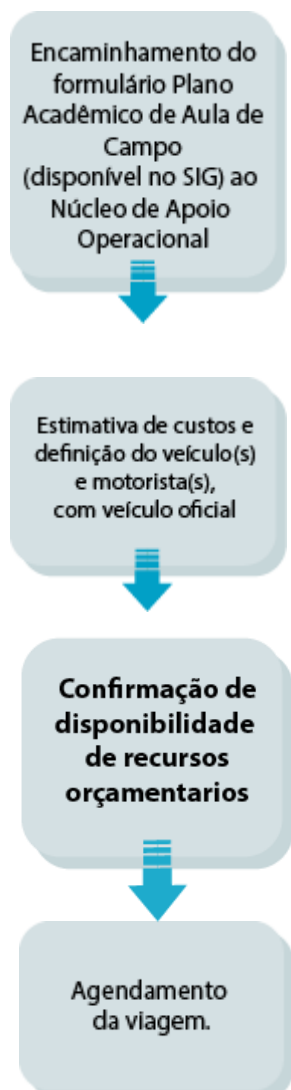 Encaminhamento do
formulário Plano
Acadêmico de Aula de
Campo
(disponível no SIG) ao
Núcleo de Apoio
Operacional
Estimativa de custos e
definição do veículo(s)
e motorista(s),
com veículo oficial
Confirmação de
disponibilidade
de recursos
orçamentarios
Agendamento
da viagem.